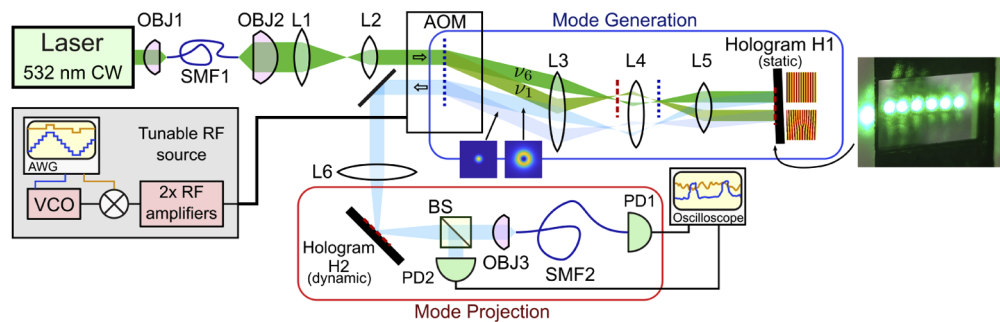 OBJ1
OBJ2
L1
L2
AOM
Mode Generation
Laser
532 nm CW
SMF1
ν6
ν1
L3
L4
L5
Hologram H1
(static)
AWG
Tunable RF
source
VCO
2x RF
amplifiers
L6
Hologram
H2
(dynamic)
BS
PD2
OBJ3
SMF2
PD1
Oscilloscope
Mode Projection